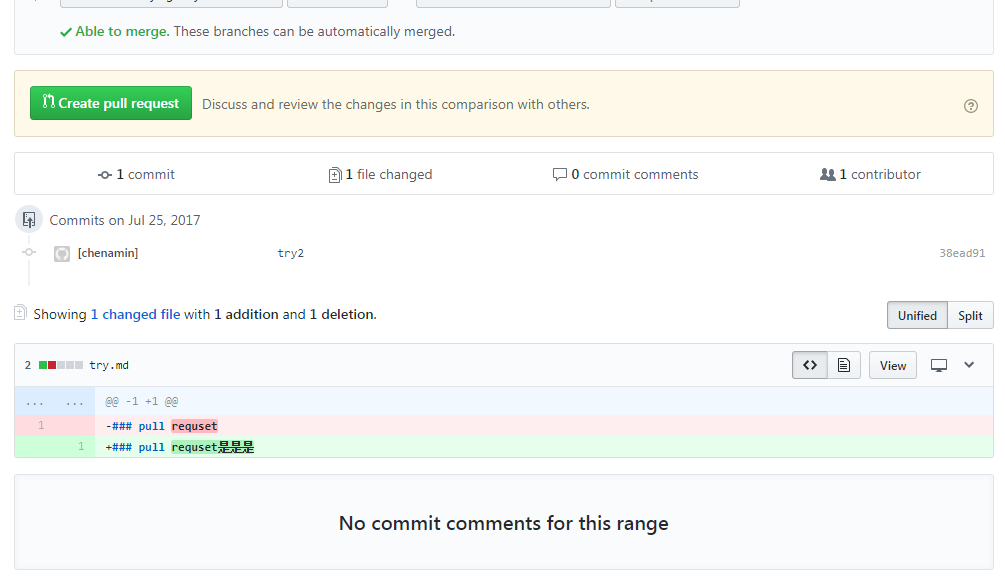 Able to merge. These branches can be automatically merged.
Create pull request Discuss and review the changes in this comparison with others.
1 commit 1 file changed 0 commit comments 1 contributor
Commits on Jul 25, 2017
[chenamin] try2 38ead91
Showing 1 changed file with 1 addition and 1 deletion. Unified Split
2 try.md View
... ... @@ -1 +1 @@
1 -### pull requset
1 +### pull requset是是是
No commit comments for this range